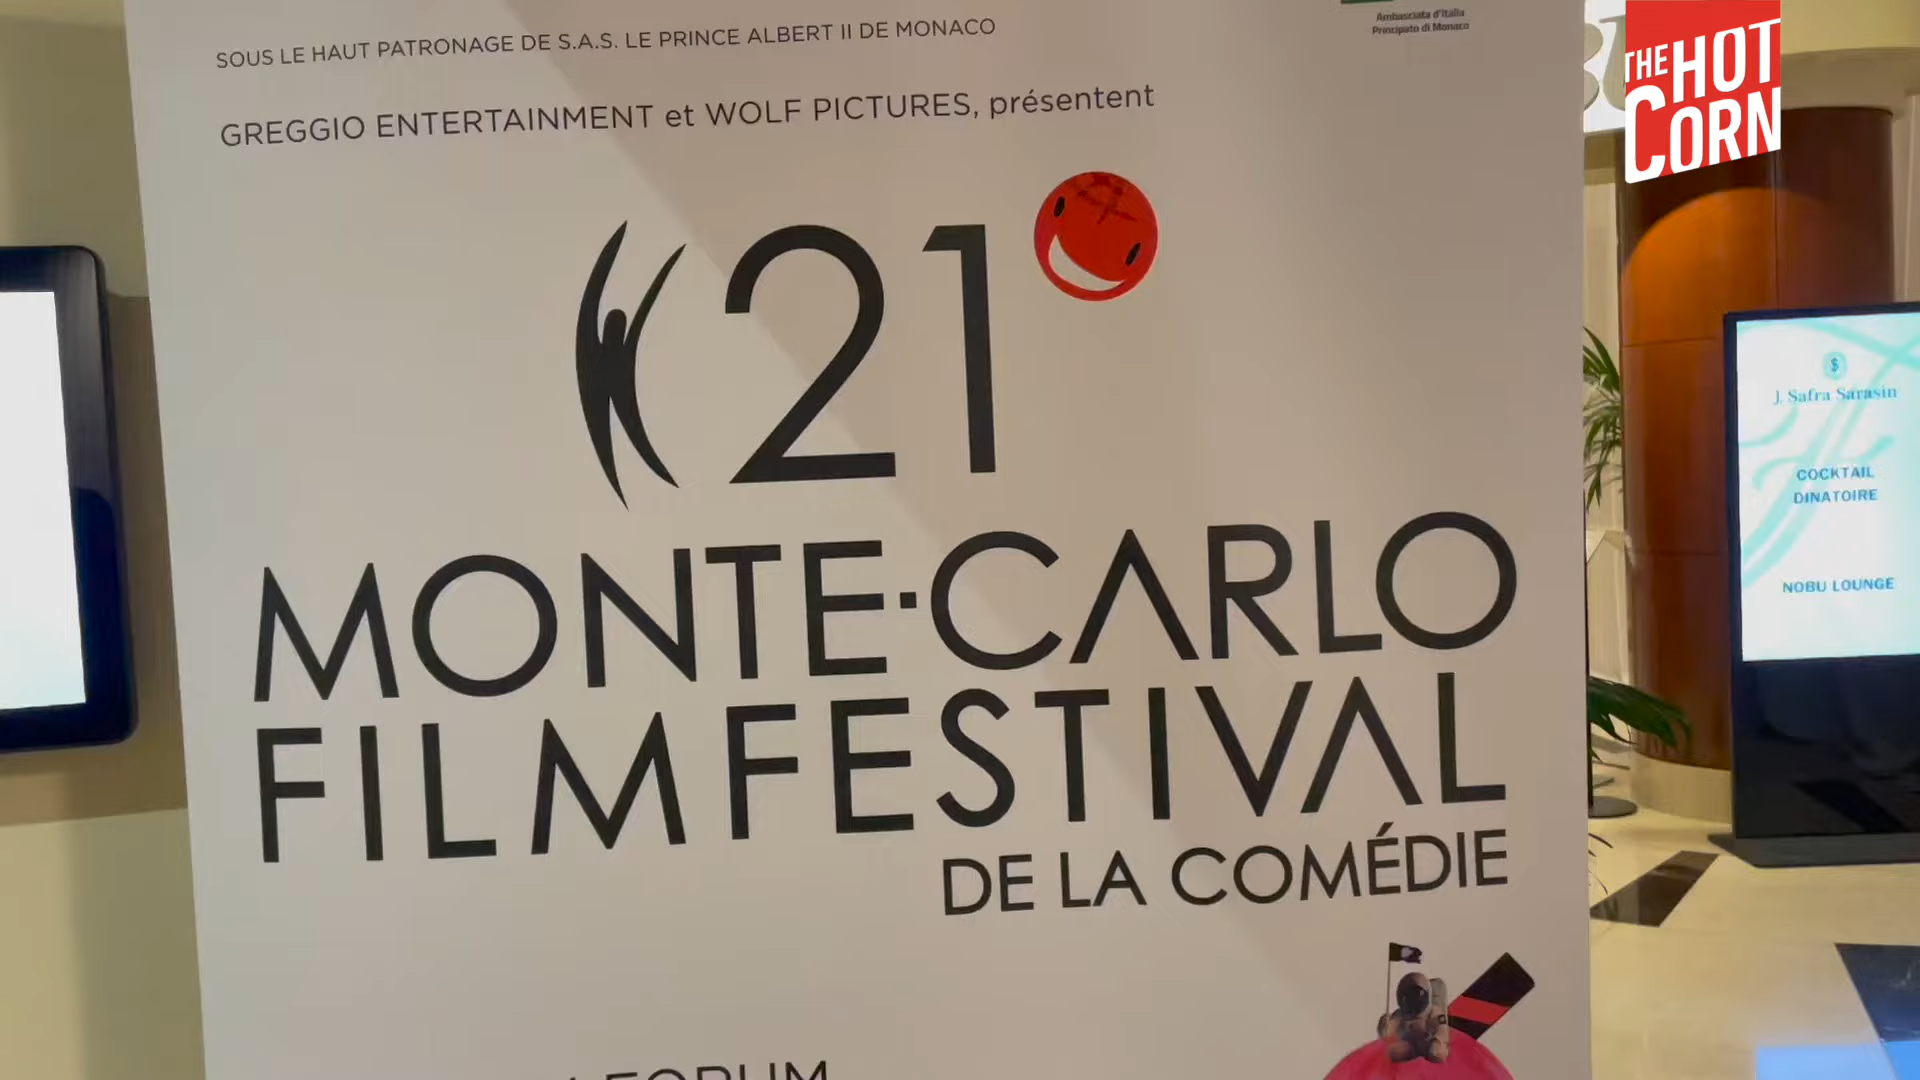 Ambasciata d'Italia
Principato di Monaco
SOUS LE HAUT PATRONAGE DE S.A.S. LE PRINCE ALBERT II DE MONACO
GREGGIO ENTERTAINMENT et WOLF PICTURES, présentent
21
MONTE·CARLO
FILMFESTIVAL
DE LA COMÉDIE
FORUM
THE HOT
CORN
$
J. Safra Sarasin
COCKTAIL
DINATOIRE
NOBU LOUNGE